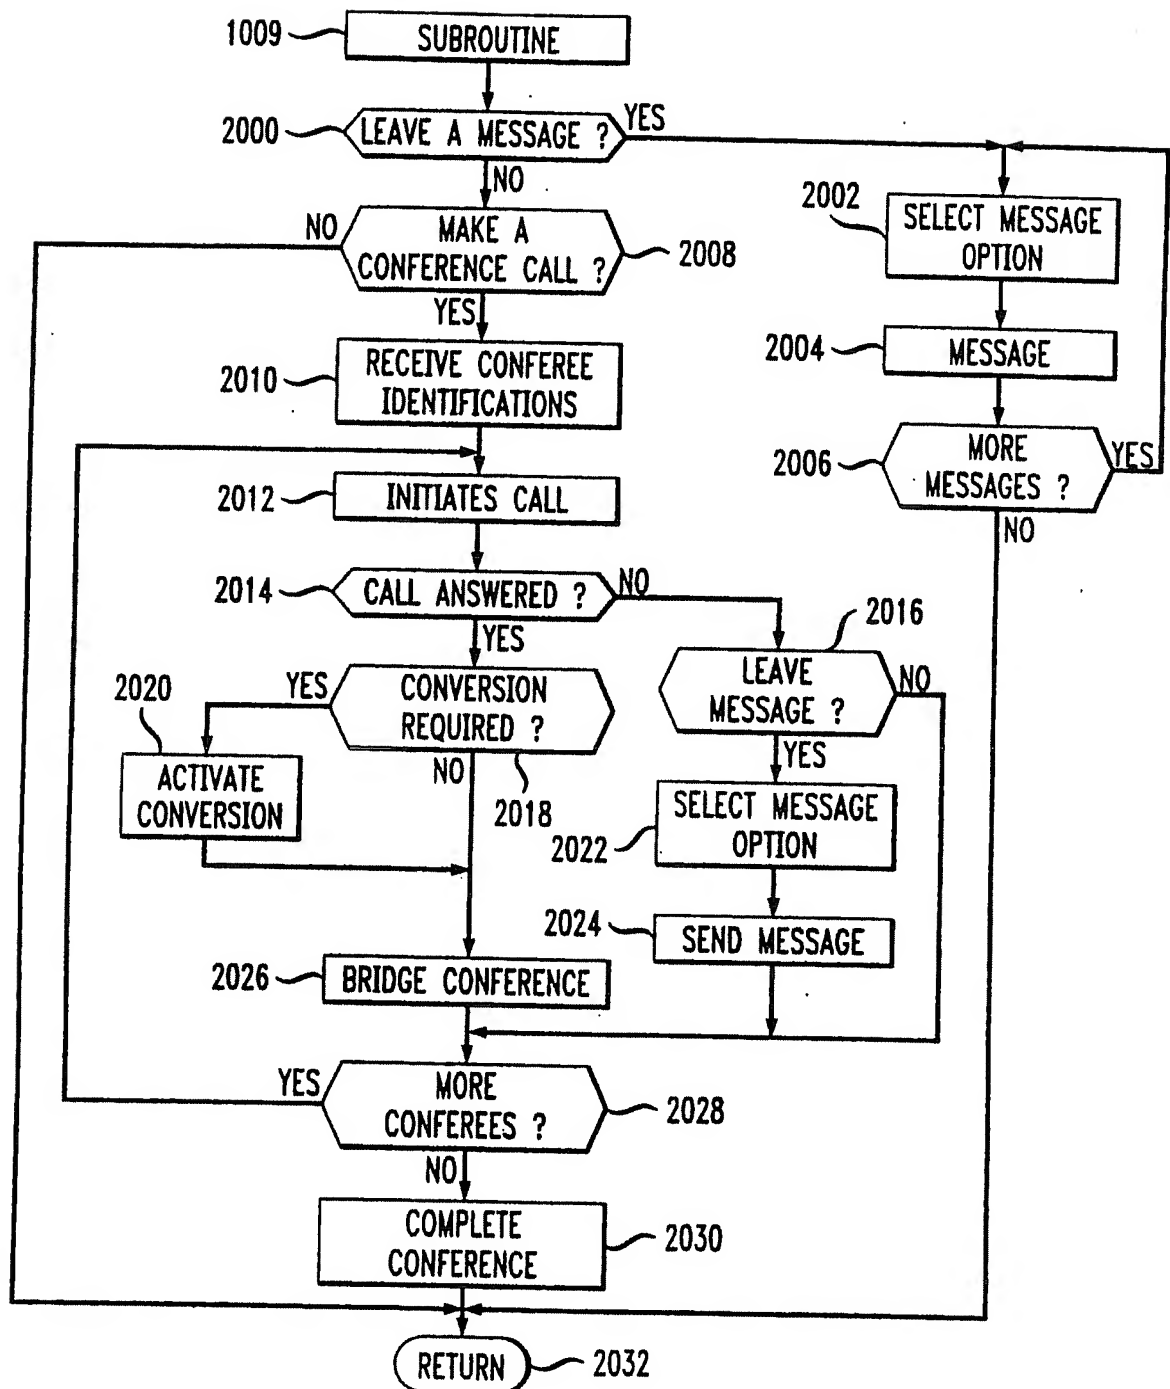 1009
SUBROUTINE
2000
LEAVE A MESSAGE ?
YES
NO
NO
MAKE A
CONFERENCE CALL ?
2008
YES
2002
SELECT MESSAGE
OPTION
2004
MESSAGE
2006
MORE
MESSAGES ?
YES
NO
2010
RECEIVE CONFEREE
IDENTIFICATIONS
2012
INITIATES CALL
2014
CALL ANSWERED ?
NO
YES
2016
LEAVE
MESSAGE ?
NO
YES
2020
YES
CONVERSION
REQUIRED ?
NO
2018
ACTIVATE
CONVERSION
2022
SELECT MESSAGE
OPTION
2024
SEND MESSAGE
2026
BRIDGE CONFERENCE
YES
MORE
CONFEREES ?
2028
NO
COMPLETE
CONFERENCE
2030
RETURN
2032